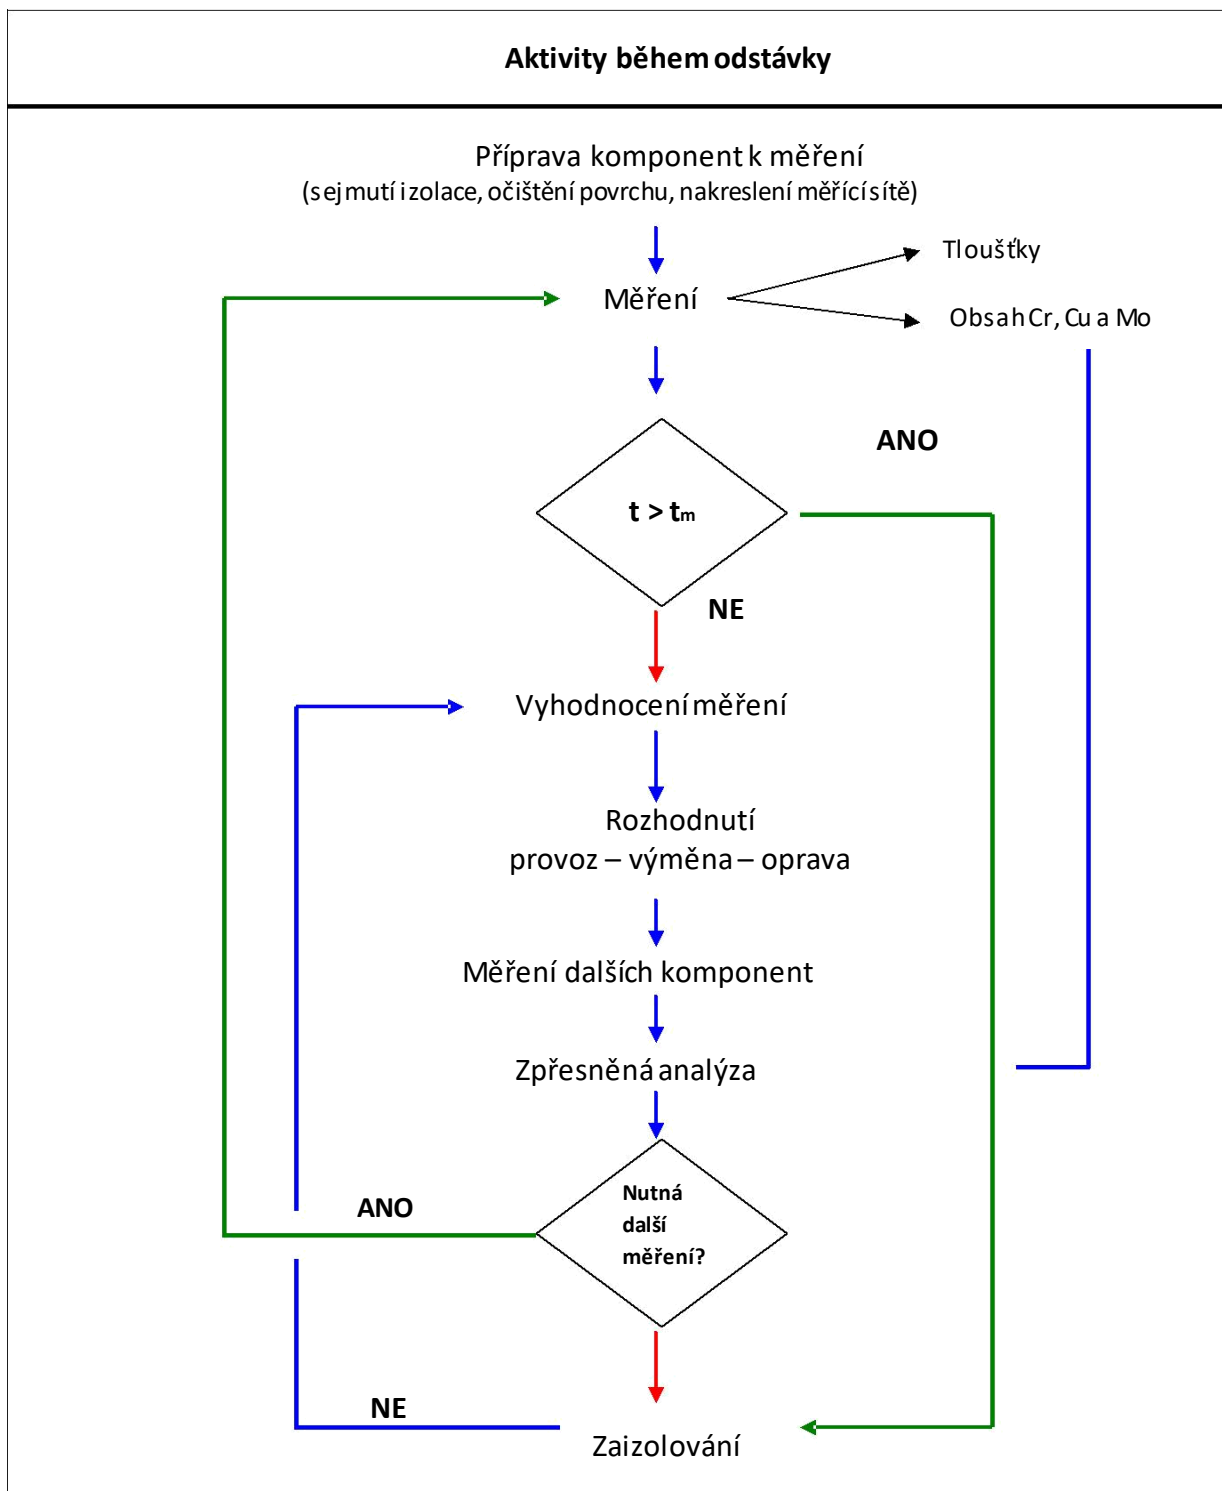 Aktivity během odstávky
Příprava komponent k měření
(sejmutí izolace, očištění povrchu, nakreslení měřící sítě)
Tloušťky
Měření
Obsah Cr, Cu a Mo
ANO
t > tm
NE
Vyhodnocení měření
Rozhodnutí
provoz – výměna – oprava
Měření dalších komponent
Zpřesněná analýza
Nutná
další
měření?
ANO
NE
Zaizolování